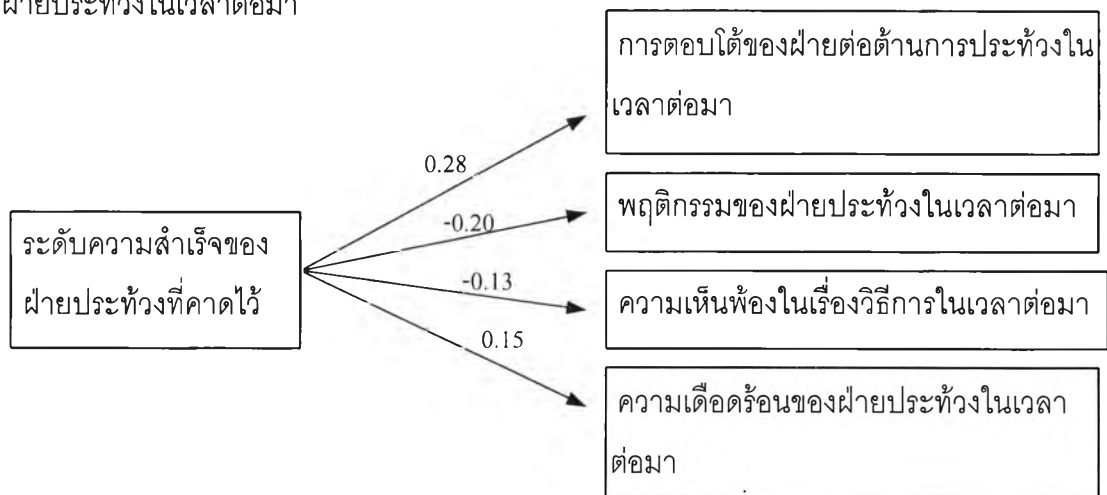 ฝ่ายประท้วงในเวลาต่อมา
การตอบโต้ของฝ่ายต่อต้านการประท้วงใน
เวลาต่อมา
0.28
พฤติกรรมของฝ่ายประท้วงในเวลาต่อมา
-0.20
ระดับความสำเร็จของ
ฝ่ายประท้วงที่คาดไว้
-0.13
ความเห็นพ้องในเรื่องวิธีการในเวลาต่อมา
0.15
ความเดือดร้อนของฝ่ายประท้วงในเวลา
ต่อมา